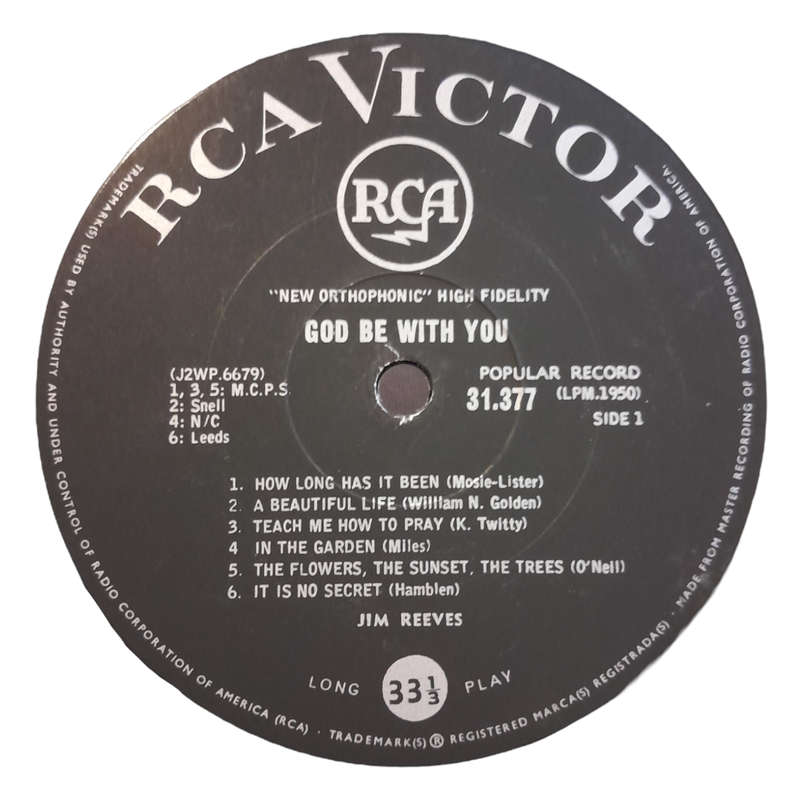 RCA VICTOR
RCA
"NEW ORTHOPHONIC" HIGH FIDELITY
GOD BE WITH YOU
(J2WP.6679)
1, 3, 5: M.C.P.S.
2: Snell
4: N/C
6: Leeds
POPULAR RECORD
31.377 (LPM.1950)
SIDE 1
1. HOW LONG HAS IT BEEN (Mosie-Lister)
2. A BEAUTIFUL LIFE (William N. Golden)
3. TEACH ME HOW TO PRAY (K. Twitty)
4 IN THE GARDEN (Miles)
5. THE FLOWERS, THE SUNSET, THE TREES (O'Neil)
6. IT IS NO SECRET (Hamblen)
JIM REEVES
LONG 33 1/3 PLAY
TRADEMARK(S) USED BY AUTHORITY AND UNDER CONTROL OF RADIO CORPORATION OF AMERICA (RCA) · TRADEMARK(S) ® REGISTERED MARCA(S) REGISTRADA(S) · MADE FROM MASTER RECORDING OF RADIO CORPORATION OF AMERICA.